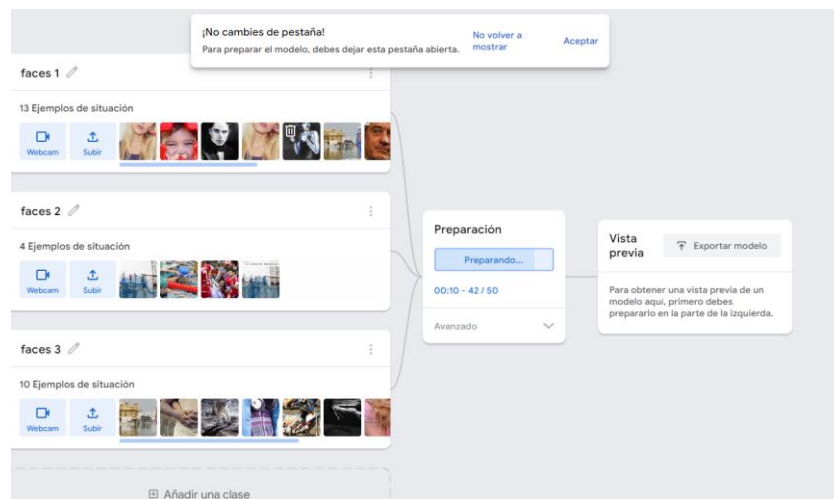 ¡No cambies de pestaña!
Para preparar el modelo, debes dejar esta pestaña abierta.
No volver a
mostrar
Aceptar
faces 1
13 Ejemplos de situación
Webcam
Subir
faces 2
4 Ejemplos de situación
Webcam
Subir
faces 3
10 Ejemplos de situación
Webcam
Subir
Añadir una clase
Preparación
Preparando...
00:10 - 42 / 50
Avanzado
Vista
previa
Exportar modelo
Para obtener una vista previa de un
modelo aquí, primero debes
prepararlo en la parte de la izquierda.